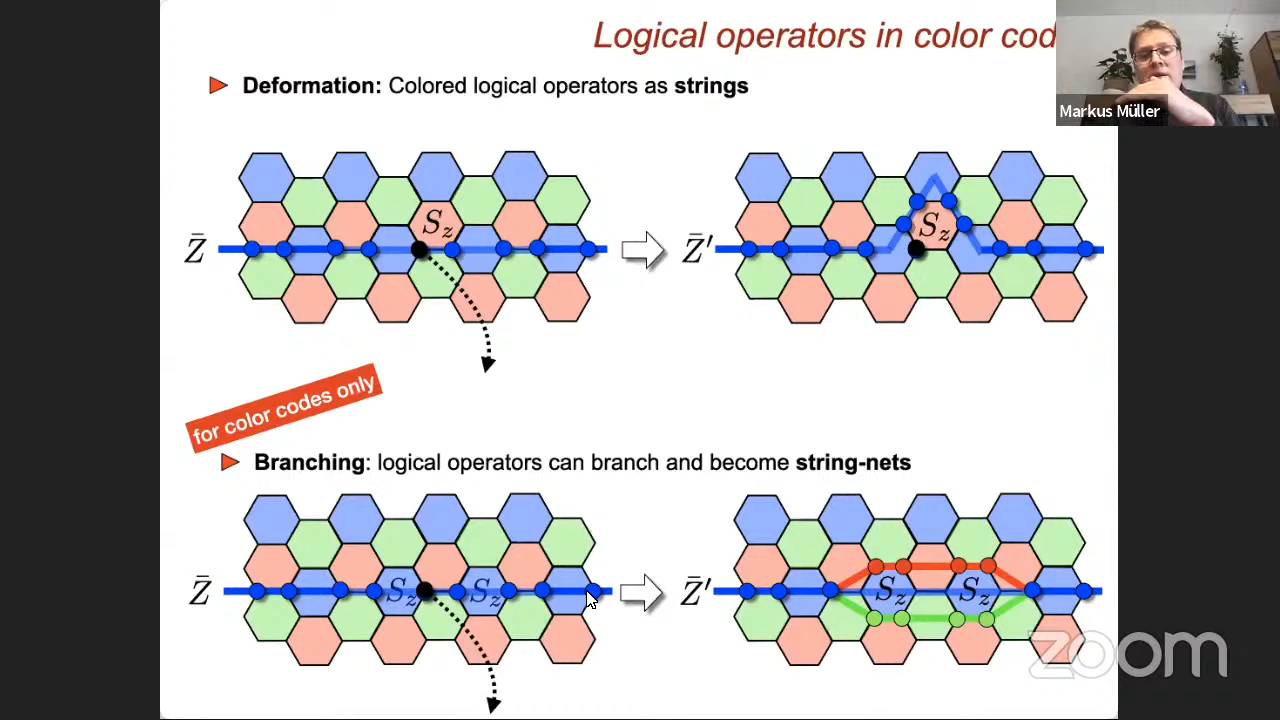 Logical operators in color cod
Markus Müller
Deformation: Colored logical operators as strings
Z̄ S_z Z̄' S_z
for color codes only
Branching: logical operators can branch and become string-nets
Z̄ S_z S_z Z̄' S_z S_z
zoom